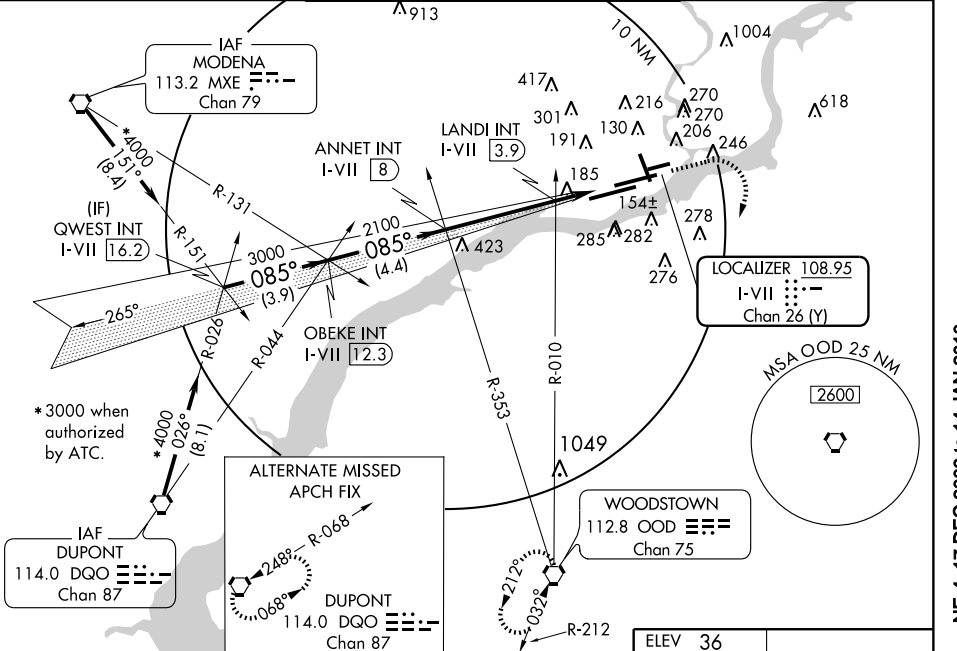 913
1004
10 NM
IAF
MODENA
113.2 MXE
Chan 79
417
216
270
270
618
301
130
206
191
246
LANDI INT
I-VII 3.9
ANNET INT
I-VII 8
185
*4000
151°
(8.4)
R-131
(IF)
QWEST INT
I-VII 16.2
R-151
3000
085°
(3.9)
2100
085°
(4.4)
423
154±
285
282
278
276
265°
LOCALIZER 108.95
I-VII
Chan 26 (Y)
R-026
R-044
OBEKE INT
I-VII 12.3
R-353
R-010
MSA OOD 25 NM
2600
*3000 when
authorized
by ATC.
*4000
026°
(8.1)
1049
IAF
DUPONT
114.0 DQO
Chan 87
ALTERNATE MISSED
APCH FIX
R-068
248°
068°
DUPONT
114.0 DQO
Chan 87
WOODSTOWN
112.8 OOD
Chan 75
212°
032°
R-212
ELEV 36